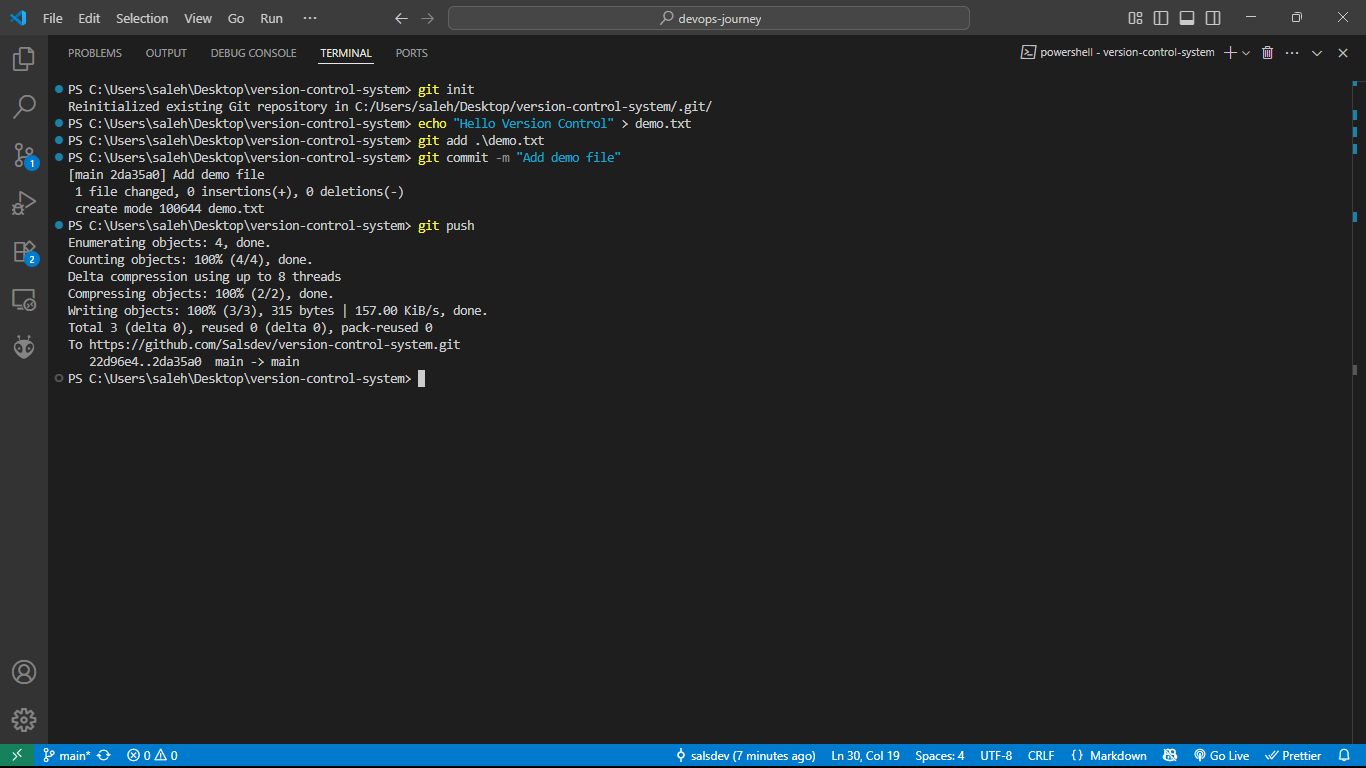 File Edit Selection View Go Run ···
devops-journey
PROBLEMS OUTPUT DEBUG CONSOLE TERMINAL PORTS
powershell - version-control-system
PS C:\Users\saleh\Desktop\version-control-system> git init
Reinitialized existing Git repository in C:/Users/saleh/Desktop/version-control-system/.git/
PS C:\Users\saleh\Desktop\version-control-system> echo "Hello Version Control" > demo.txt
PS C:\Users\saleh\Desktop\version-control-system> git add .\demo.txt
PS C:\Users\saleh\Desktop\version-control-system> git commit -m "Add demo file"
[main 2da35a0] Add demo file
 1 file changed, 0 insertions(+), 0 deletions(-)
 create mode 100644 demo.txt
PS C:\Users\saleh\Desktop\version-control-system> git push
Enumerating objects: 4, done.
Counting objects: 100% (4/4), done.
Delta compression using up to 8 threads
Compressing objects: 100% (2/2), done.
Writing objects: 100% (3/3), 315 bytes | 157.00 KiB/s, done.
Total 3 (delta 0), reused 0 (delta 0), pack-reused 0
To https://github.com/Salsdev/version-control-system.git
   22d96e4..2da35a0  main -> main
PS C:\Users\saleh\Desktop\version-control-system>
1
2
main* 0 0 salsdev (7 minutes ago) Ln 30, Col 19 Spaces: 4 UTF-8 CRLF {} Markdown Go Live Prettier